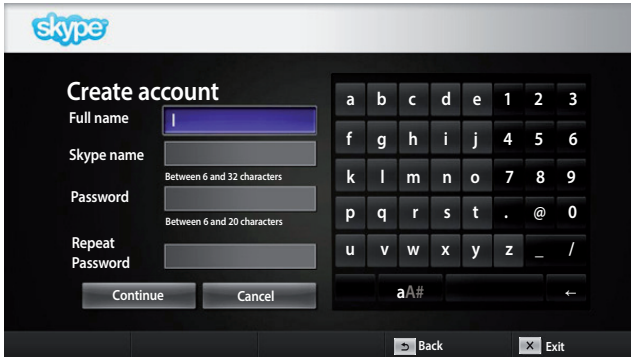 skype
Create account
Full name
Skype name
Between 6 and 32 characters
Password
Between 6 and 20 characters
Repeat
Password
Continue Cancel
a b c d e 1 2 3
f g h i j 4 5 6
k l m n o 7 8 9
p q r s t . @ 0
u v w x y z _ /
aA# ←
Back Exit